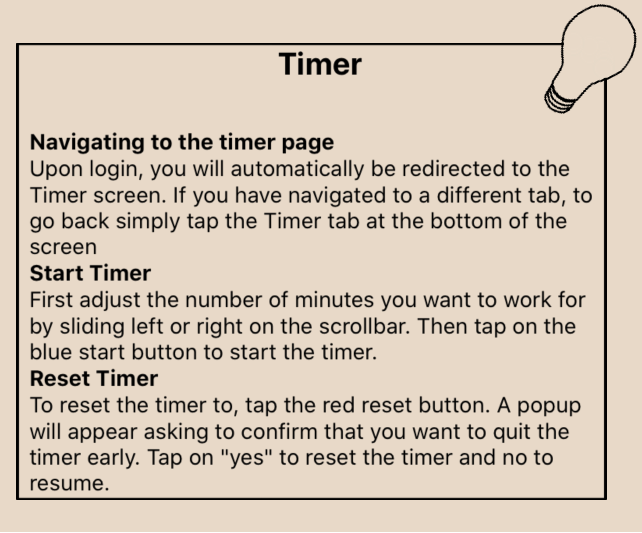 Timer
Navigating to the timer page
Upon login, you will automatically be redirected to the
Timer screen. If you have navigated to a different tab, to
go back simply tap the Timer tab at the bottom of the
screen
Start Timer
First adjust the number of minutes you want to work for
by sliding left or right on the scrollbar. Then tap on the
blue start button to start the timer.
Reset Timer
To reset the timer to, tap the red reset button. A popup
will appear asking to confirm that you want to quit the
timer early. Tap on "yes" to reset the timer and no to
resume.